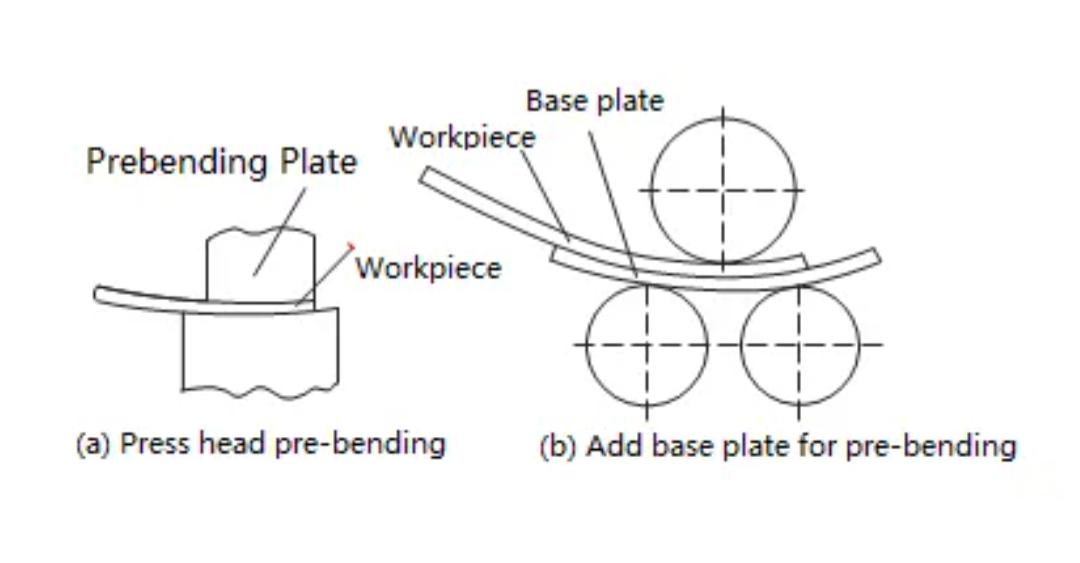 Base plate
Workpiece
Prebending Plate
Workpiece
(a) Press head pre-bending
(b) Add base plate for pre-bending